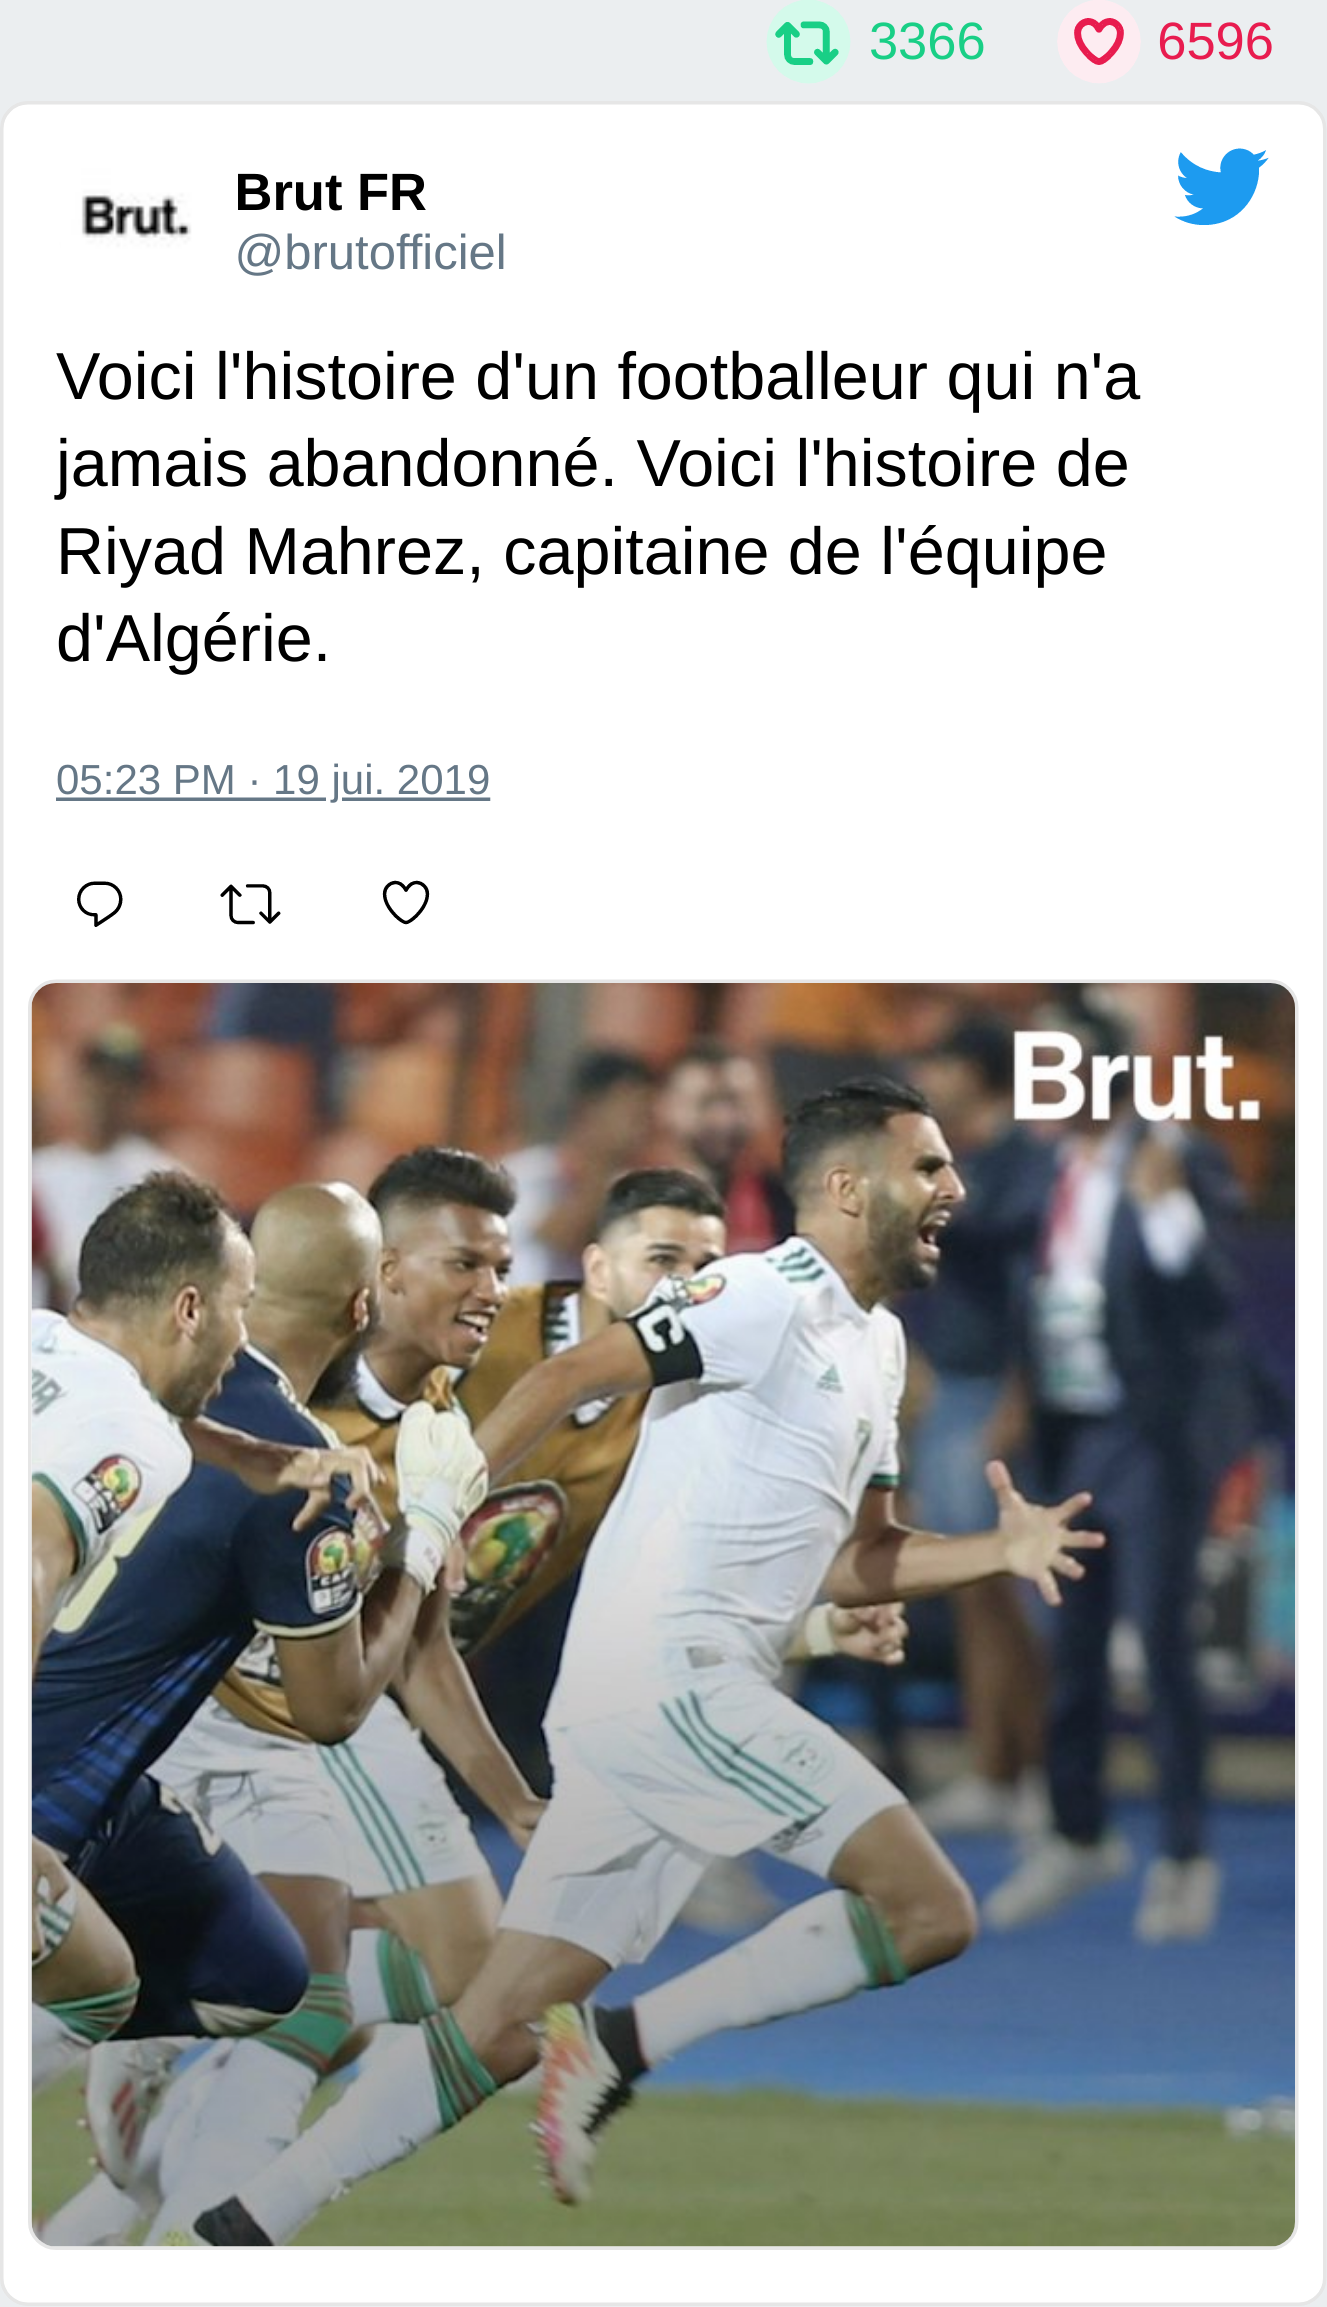 3366 6596
Brut.
Brut FR
@brutofficiel
Voici l'histoire d'un footballeur qui n'a
jamais abandonné. Voici l'histoire de
Riyad Mahrez, capitaine de l'équipe
d'Algérie.
05:23 PM · 19 jui. 2019
Brut.
C